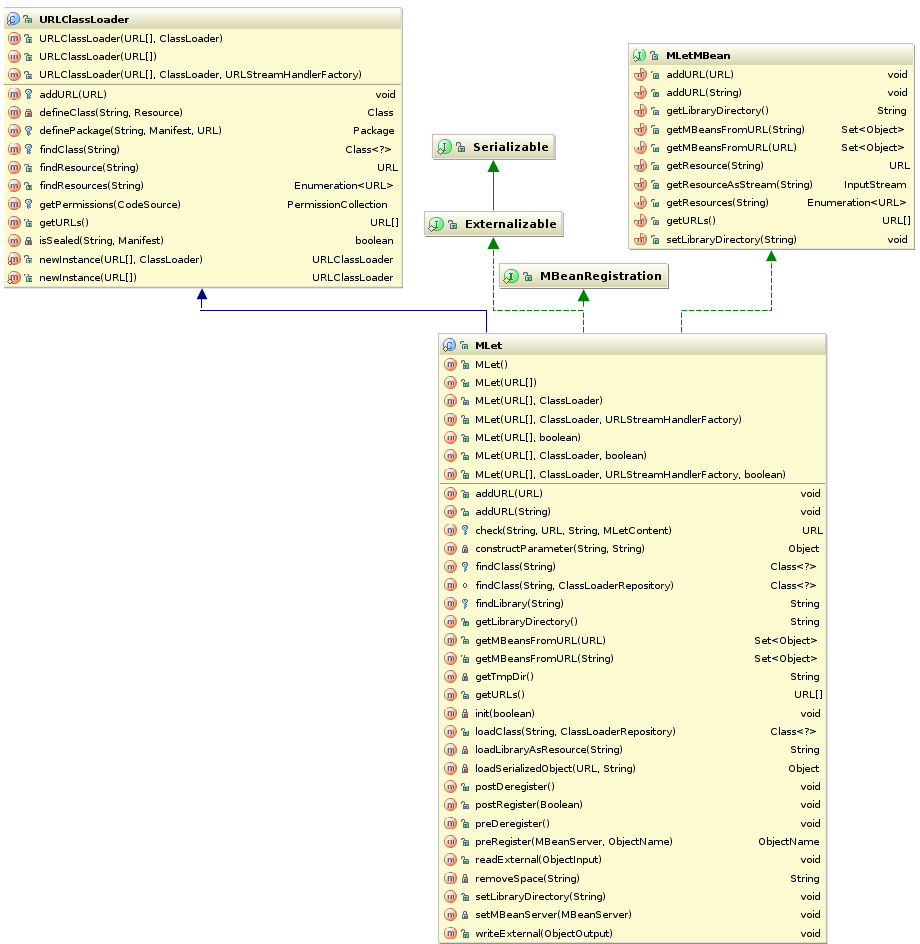 URLClassLoader
URLClassLoader(URL[], ClassLoader)
URLClassLoader(URL[])
URLClassLoader(URL[], ClassLoader, URLStreamHandlerFactory)
addURL(URL) void
defineClass(String, Resource) Class
definePackage(String, Manifest, URL) Package
findClass(String) Class<?>
findResource(String) URL
findResources(String) Enumeration<URL>
getPermissions(CodeSource) PermissionCollection
getURLs() URL[]
isSealed(String, Manifest) boolean
newInstance(URL[], ClassLoader) URLClassLoader
newInstance(URL[]) URLClassLoader
Serializable
Externalizable
MBeanRegistration
MLetMBean
addURL(URL) void
addURL(String) void
getLibraryDirectory() String
getMBeansFromURL(String) Set<Object>
getMBeansFromURL(URL) Set<Object>
getResource(String) URL
getResourceAsStream(String) InputStream
getResources(String) Enumeration<URL>
getURLs() URL[]
setLibraryDirectory(String) void
MLet
MLet()
MLet(URL[])
MLet(URL[], ClassLoader)
MLet(URL[], ClassLoader, URLStreamHandlerFactory)
MLet(URL[], boolean)
MLet(URL[], ClassLoader, boolean)
MLet(URL[], ClassLoader, URLStreamHandlerFactory, boolean)
addURL(URL) void
addURL(String) void
check(String, URL, String, MLetContent) URL
constructParameter(String, String) Object
findClass(String) Class<?>
findClass(String, ClassLoaderRepository) Class<?>
findLibrary(String) String
getLibraryDirectory() String
getMBeansFromURL(URL) Set<Object>
getMBeansFromURL(String) Set<Object>
getTmpDir() String
getURLs() URL[]
init(boolean) void
loadClass(String, ClassLoaderRepository) Class<?>
loadLibraryAsResource(String) String
loadSerializedObject(URL, String) Object
postDeregister() void
postRegister(Boolean) void
preDeregister() void
preRegister(MBeanServer, ObjectName) ObjectName
readExternal(ObjectInput) void
removeSpace(String) String
setLibraryDirectory(String) void
setMBeanServer(MBeanServer) void
writeExternal(ObjectOutput) void